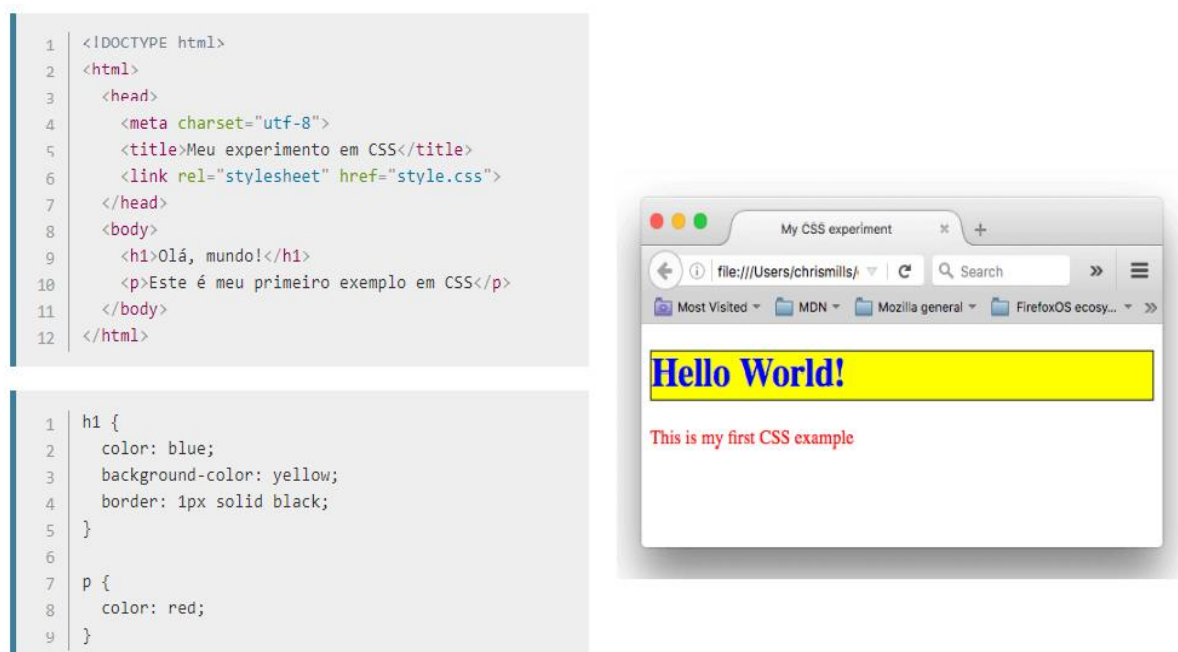 1 <!DOCTYPE html>
2 <html>
3 <head>
4 <meta charset="utf-8">
5 <title>Meu experimento em CSS</title>
6 <link rel="stylesheet" href="style.css">
7 </head>
8 <body>
9 <h1>Olá, mundo!</h1>
10 <p>Este é meu primeiro exemplo em CSS</p>
11 </body>
12 </html>
1 h1 {
2 color: blue;
3 background-color: yellow;
4 border: 1px solid black;
5 }
6
7 p {
8 color: red;
9 }
My CSS experiment
file:///Users/chrismills/ Search
Most Visited MDN Mozilla general FirefoxOS ecosy...
Hello World!
This is my first CSS example